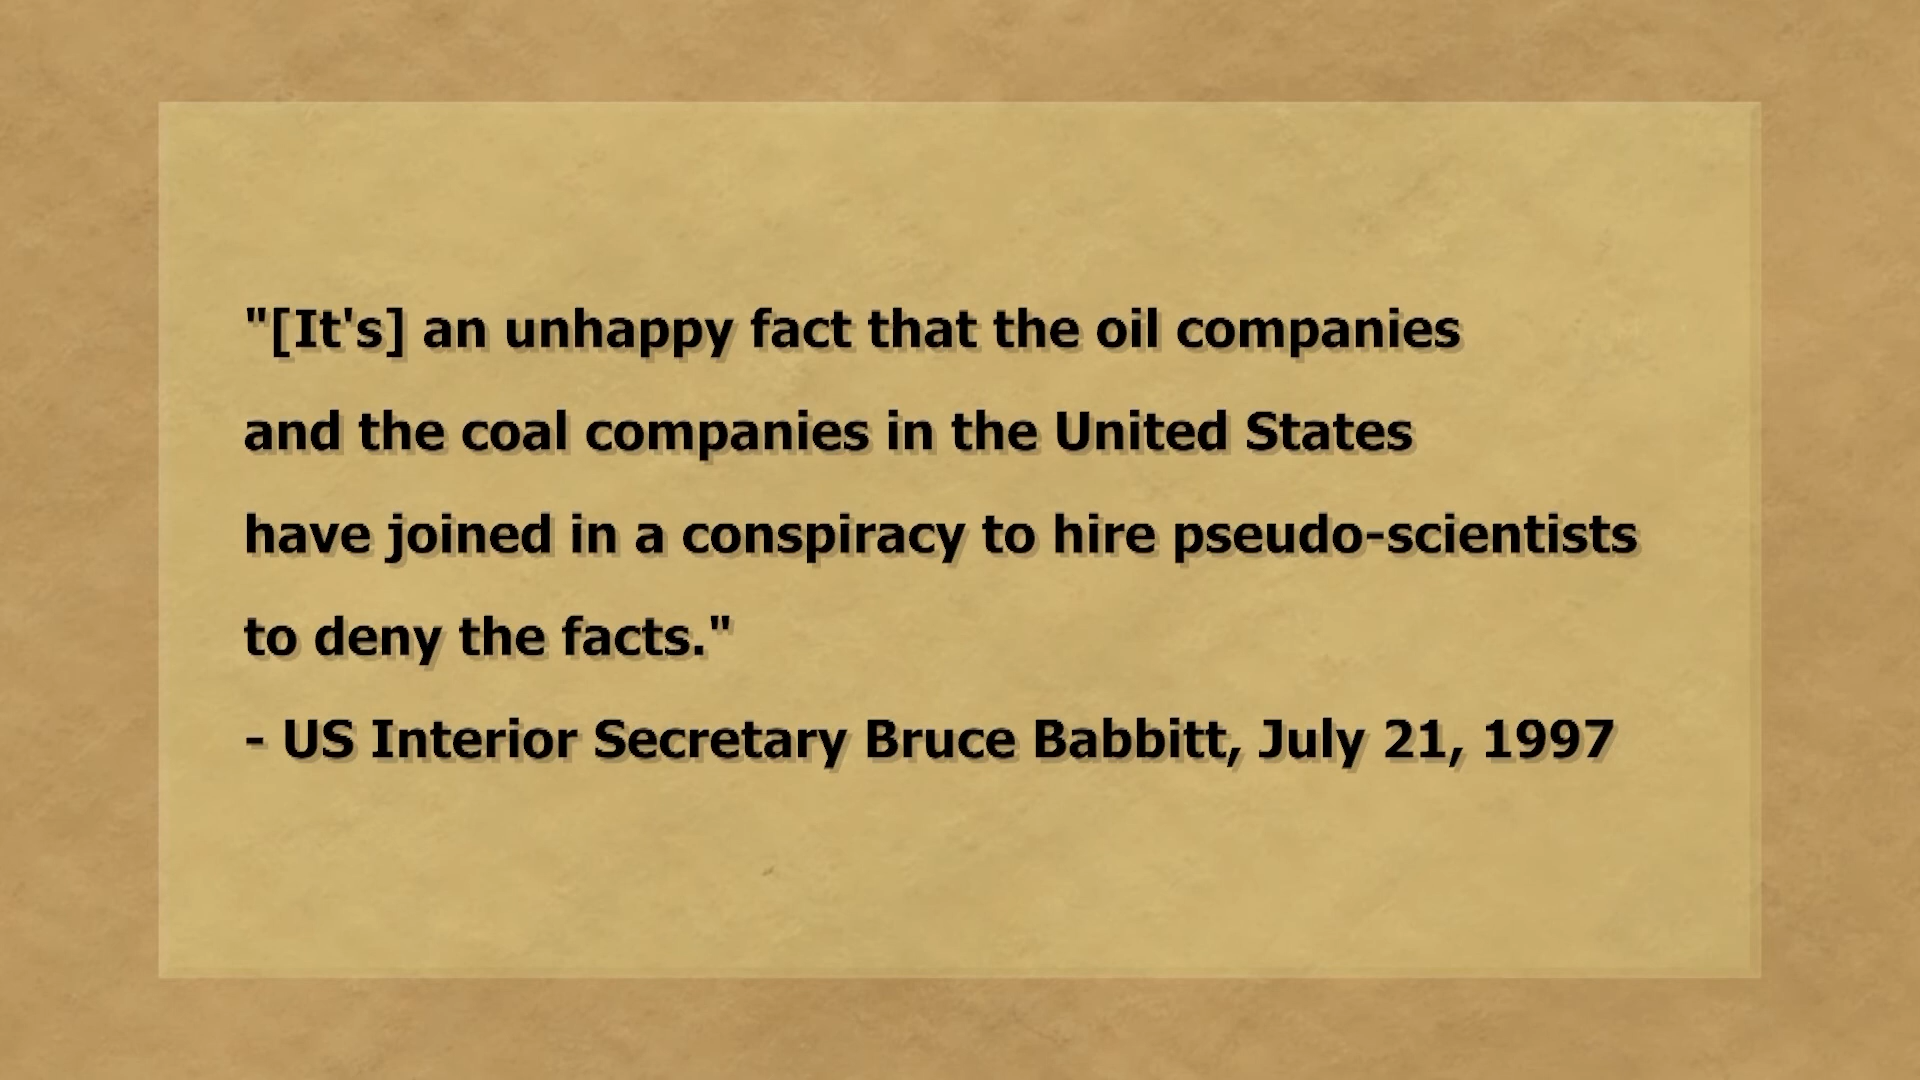 "[It's] an unhappy fact that the oil companies
and the coal companies in the United States
have joined in a conspiracy to hire pseudo-scientists
to deny the facts."
- US Interior Secretary Bruce Babbitt, July 21, 1997